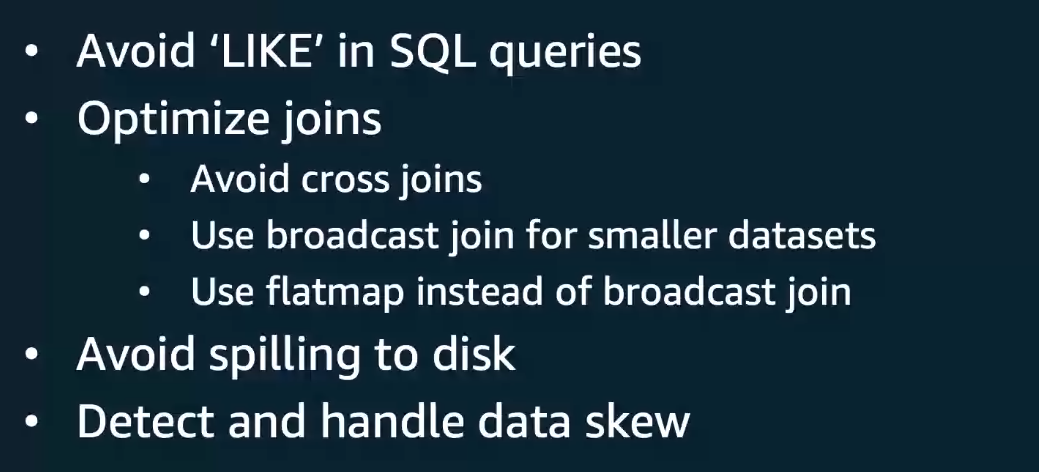 • Avoid ‘LIKE’ in SQL queries
• Optimize joins
• Avoid cross joins
• Use broadcast join for smaller datasets
• Use flatmap instead of broadcast join
• Avoid spilling to disk
• Detect and handle data skew